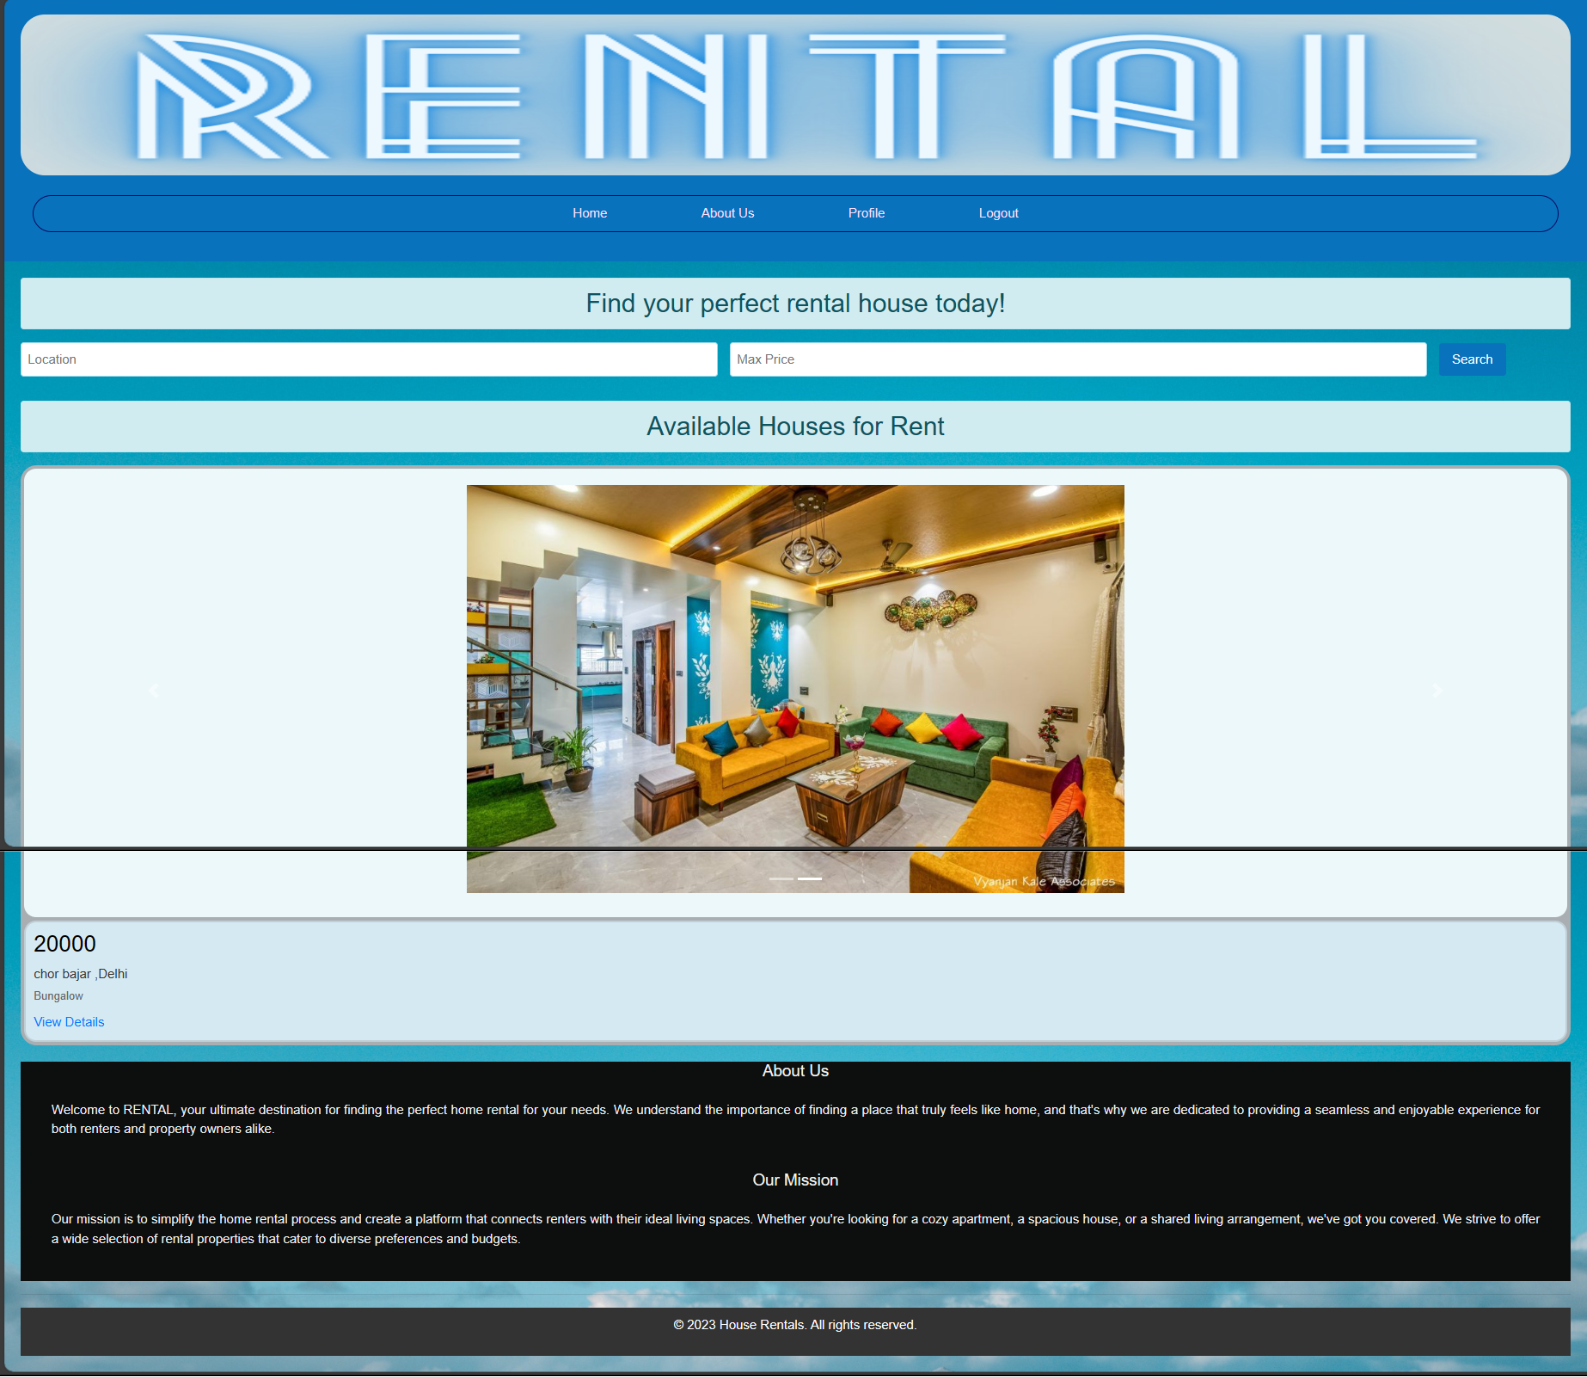 RENTAL
Home About Us Profile Logout
Find your perfect rental house today!
Location Max Price Search
Available Houses for Rent
Vyanjan Kale Associates
20000
chor bajar ,Delhi
Bungalow
View Details
About Us
Welcome to RENTAL, your ultimate destination for finding the perfect home rental for your needs. We understand the importance of finding a place that truly feels like home, and that's why we are dedicated to providing a seamless and enjoyable experience for
both renters and property owners alike.
Our Mission
Our mission is to simplify the home rental process and create a platform that connects renters with their ideal living spaces. Whether you're looking for a cozy apartment, a spacious house, or a shared living arrangement, we've got you covered. We strive to offer
a wide selection of rental properties that cater to diverse preferences and budgets.
© 2023 House Rentals. All rights reserved.